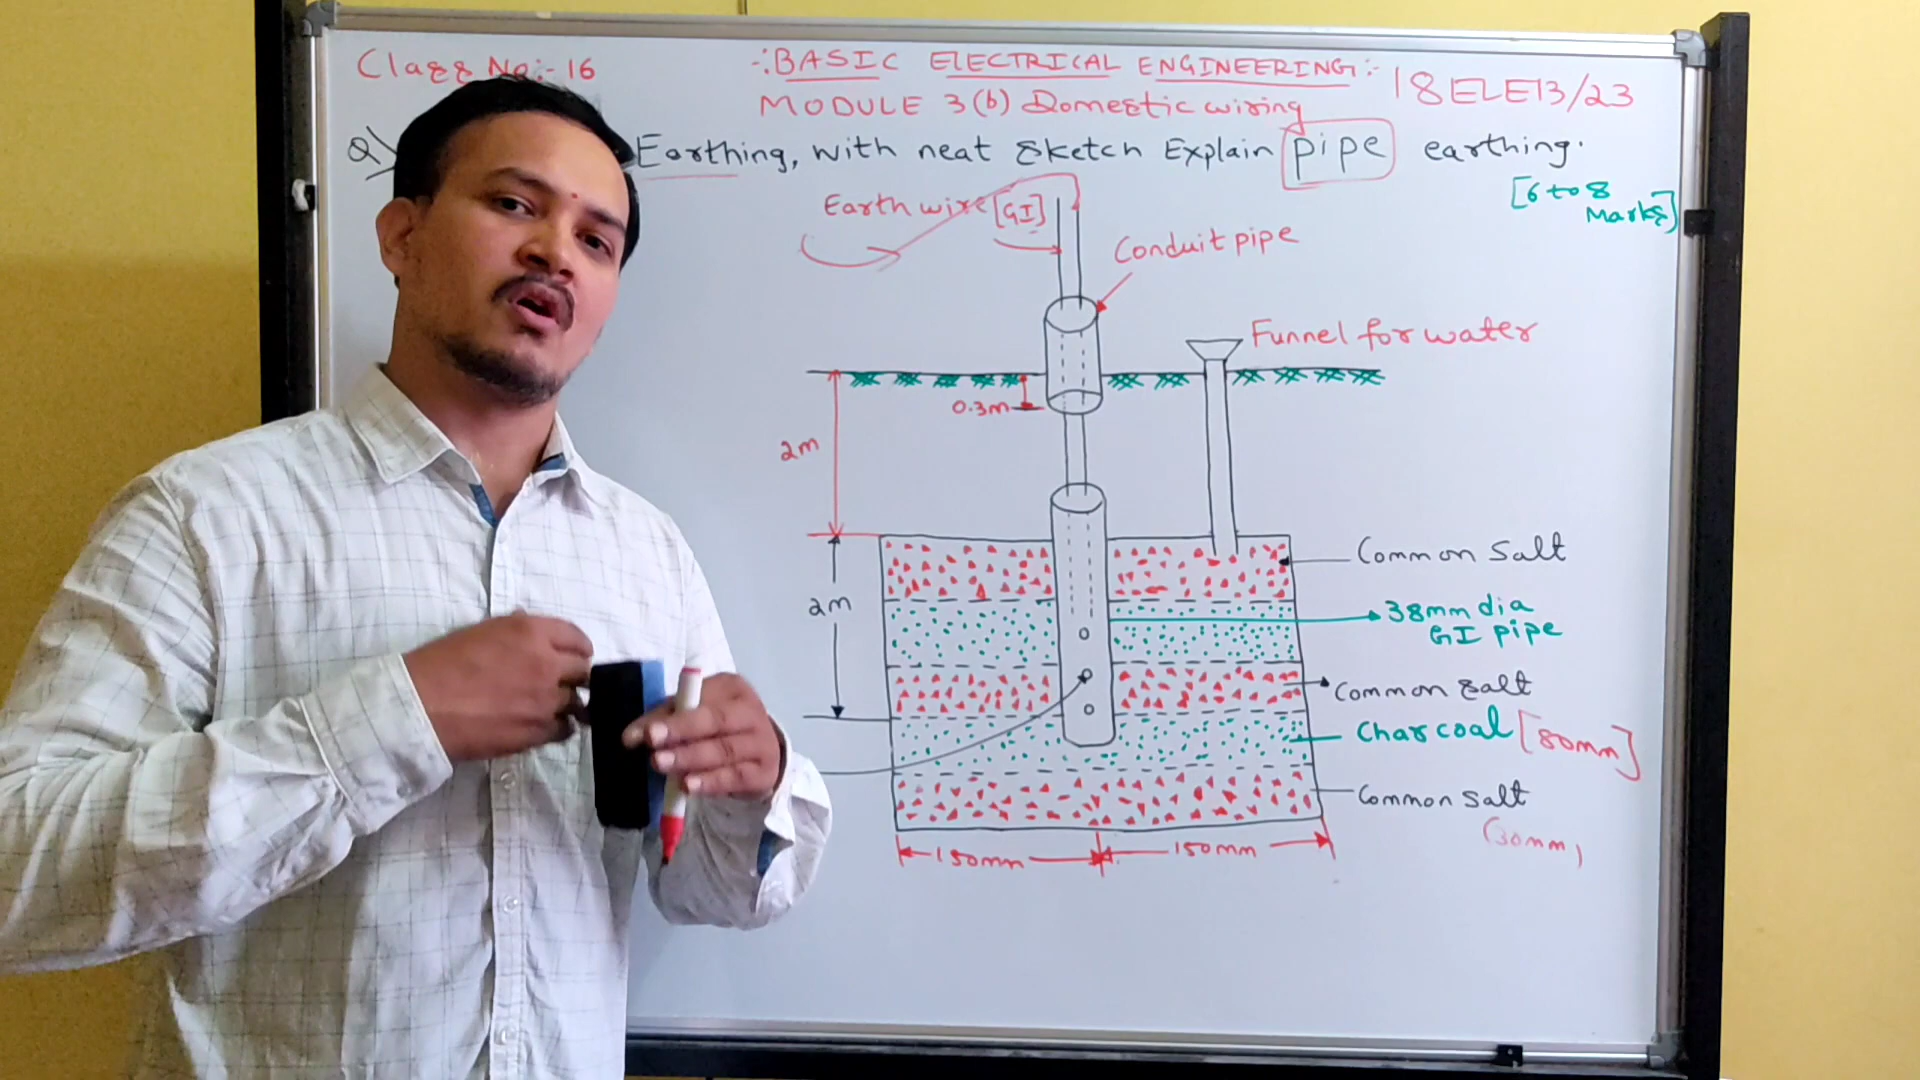 Class No:- 16
-:BASIC ELECTRICAL ENGINEERING:-
18ELE13/23
MODULE 3(b) Domestic wiring
Q) Earthing, with neat sketch Explain pipe earthing.
[6 to 8
Marks]
Earth wire [GI]
Conduit pipe
Funnel for water
0.3m
2m
Common Salt
2m
38mm dia
GI pipe
Common Salt
Charcoal [80mm]
Common Salt
(30mm)
150mm
150mm